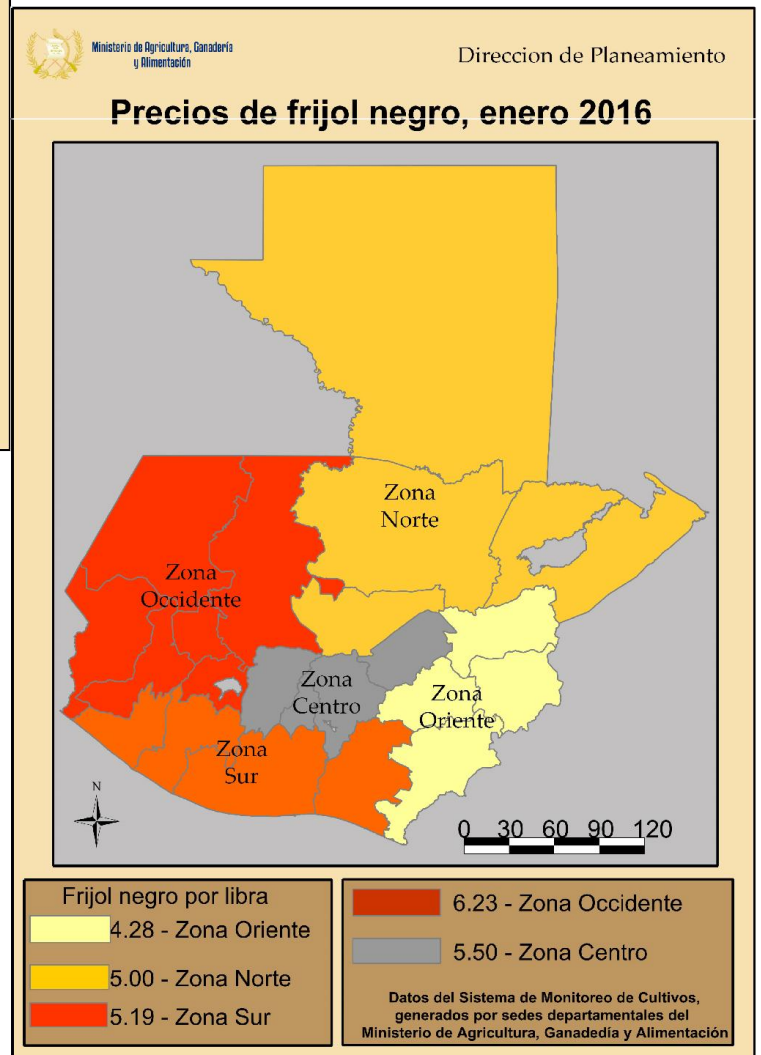 Ministerio de Agricultura, Ganadería
y Alimentación
Direccion de Planeamiento
Precios de frijol negro, enero 2016
Zona
Norte
Zona
Occidente
Zona
Centro
Zona
Oriente
Zona
Sur
N
0 30 60 90 120
Frijol negro por libra
4.28 - Zona Oriente
5.00 - Zona Norte
5.19 - Zona Sur
6.23 - Zona Occidente
5.50 - Zona Centro
Datos del Sistema de Monitoreo de Cultivos,
generados por sedes departamentales del
Ministerio de Agricultura, Ganadedía y Alimentación